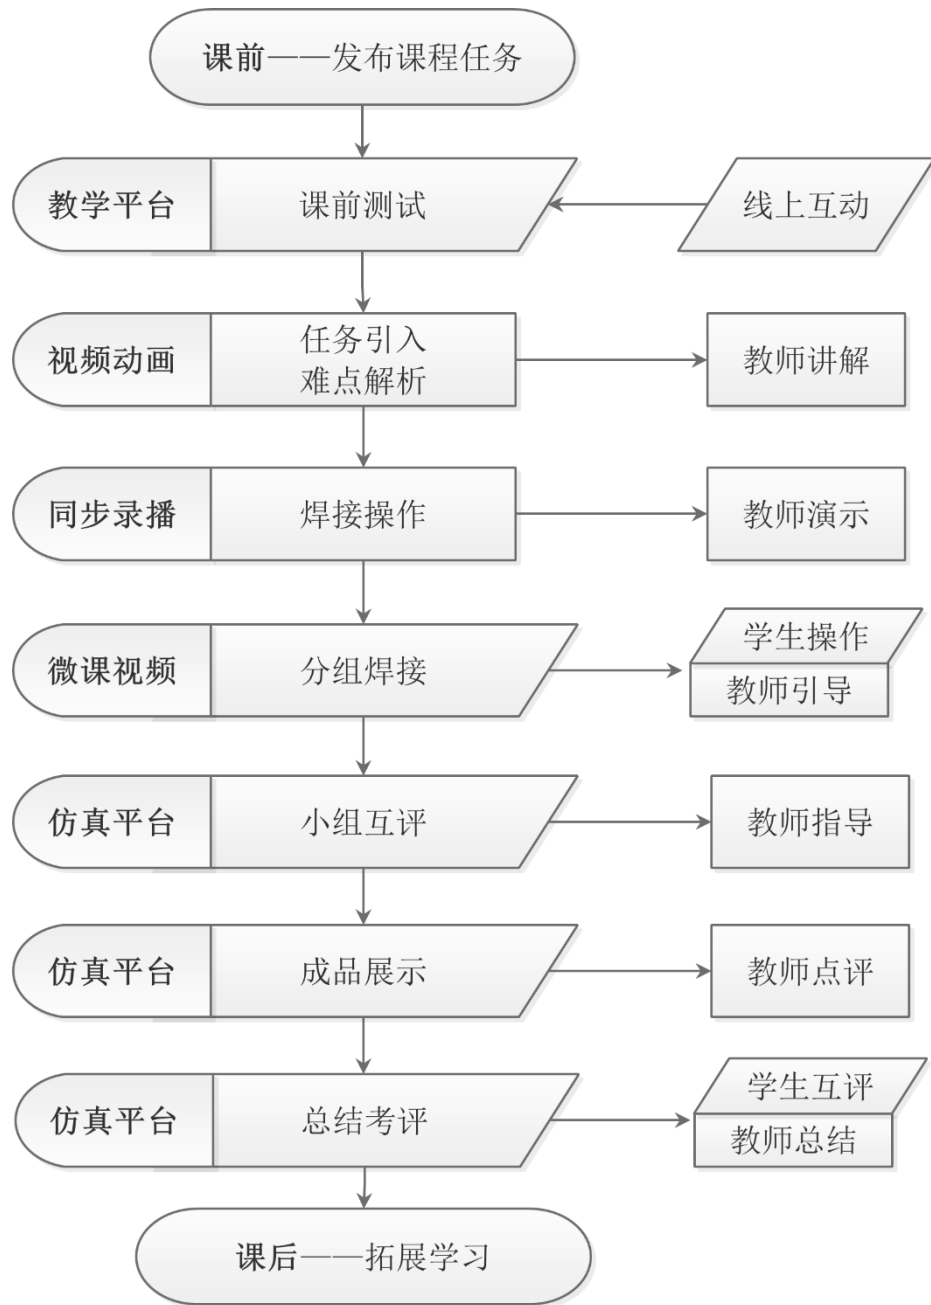 课前——发布课程任务
教学平台
课前测试
线上互动
视频动画
任务引入
难点解析
教师讲解
同步录播
焊接操作
教师演示
微课视频
分组焊接
学生操作
教师引导
仿真平台
小组互评
教师指导
仿真平台
成品展示
教师点评
仿真平台
总结考评
学生互评
教师总结
课后——拓展学习